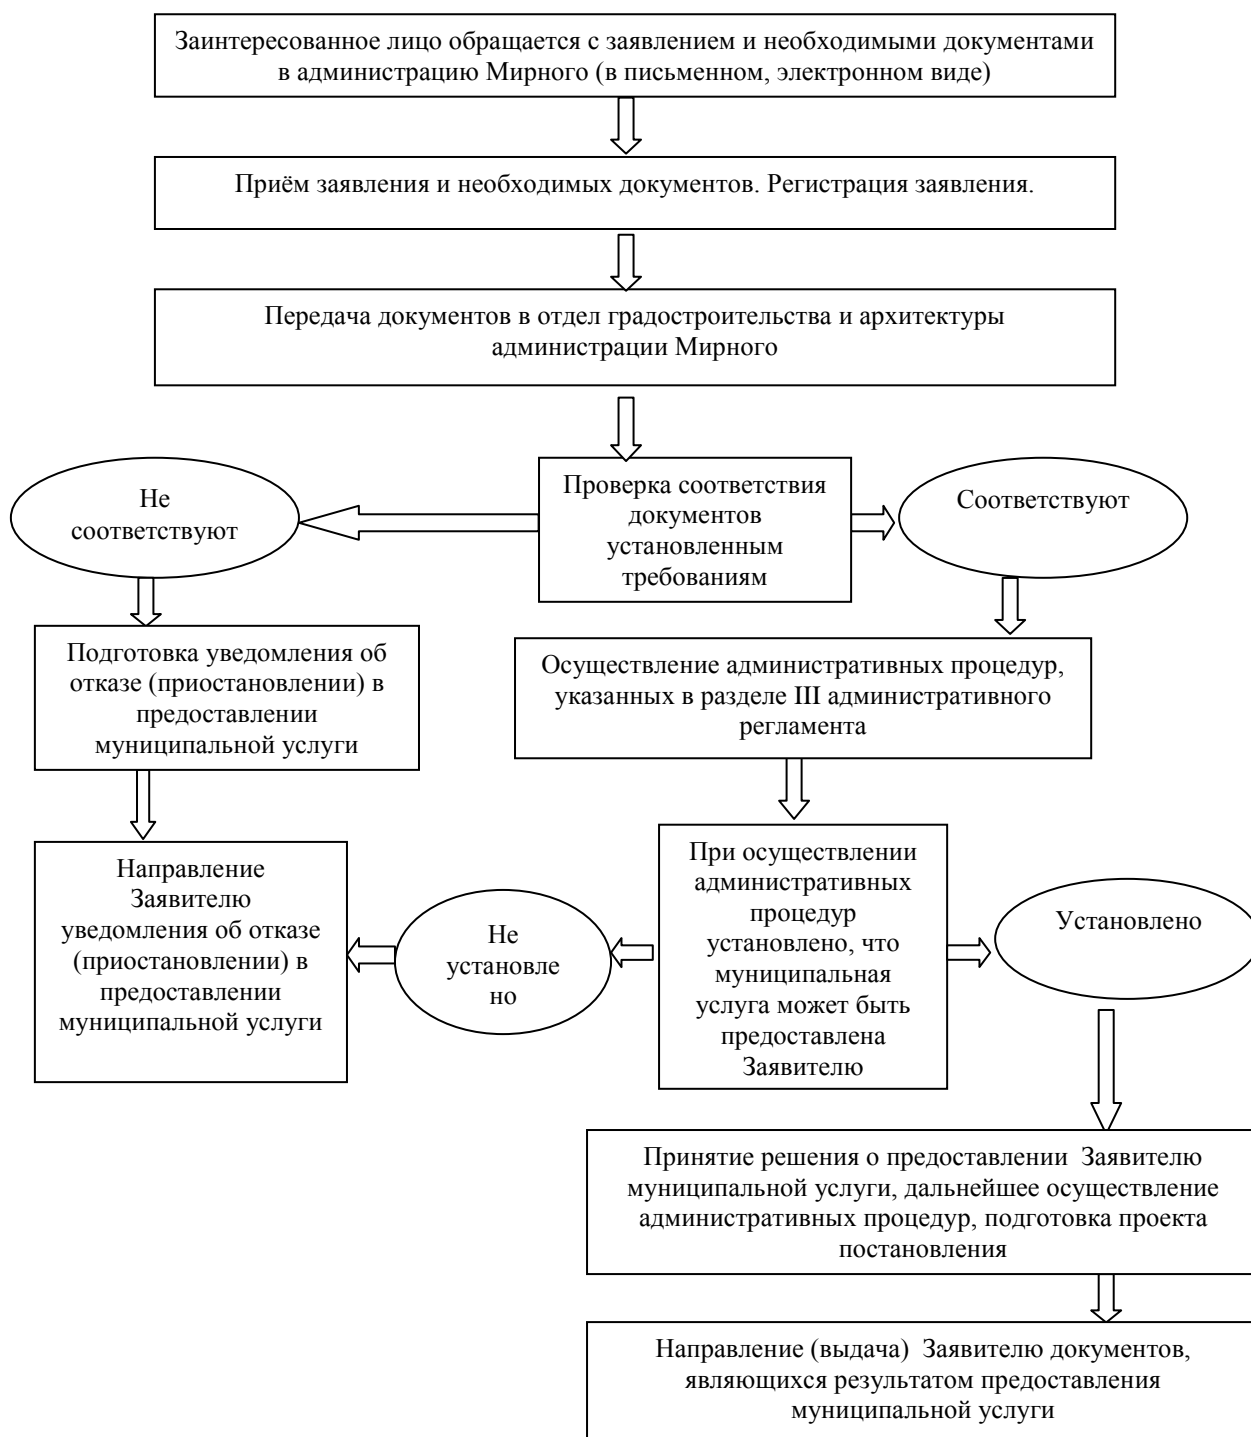 Заинтересованное лицо обращается с заявлением и необходимыми документами
в администрацию Мирного (в письменном, электронном виде)
Приём заявления и необходимых документов. Регистрация заявления.
Передача документов в отдел градостроительства и архитектуры
администрации Мирного
Не
соответствуют
Проверка соответствия
документов
установленным
требованиям
Соответствуют
Подготовка уведомления об
отказе (приостановлении) в
предоставлении
муниципальной услуги
Осуществление административных процедур,
указанных в разделе III административного
регламента
Направление
Заявителю
уведомления об отказе
(приостановлении) в
предоставлении
муниципальной услуги
Не
установле
но
При осуществлении
административных
процедур
установлено, что
муниципальная
услуга может быть
предоставлена
Заявителю
Установлено
Принятие решения о предоставлении Заявителю
муниципальной услуги, дальнейшее осуществление
административных процедур, подготовка проекта
постановления
Направление (выдача) Заявителю документов,
являющихся результатом предоставления
муниципальной услуги